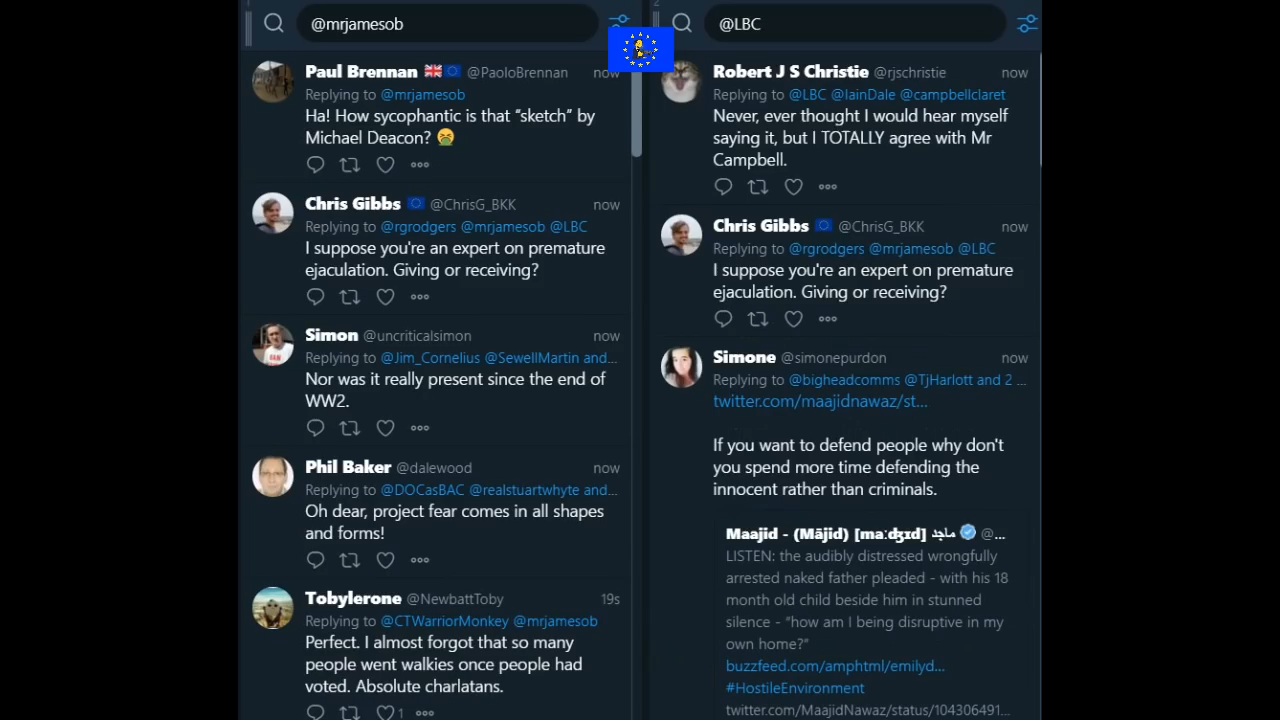 1
@mrjamesob
Paul Brennan 🇬🇧🇪🇺 @PaoloBrennan now
Replying to @mrjamesob
Ha! How sycophantic is that “sketch” by
Michael Deacon? 🤮
Chris Gibbs 🇪🇺 @ChrisG_BKK now
Replying to @rgrodgers @mrjamesob @LBC
I suppose you're an expert on premature
ejaculation. Giving or receiving?
Simon @uncriticalsimon now
Replying to @Jim_Cornelius @SewellMartin and...
Nor was it really present since the end of
WW2.
Phil Baker @dalewood now
Replying to @DOCasBAC @realstuartwhyte and...
Oh dear, project fear comes in all shapes
and forms!
Tobylerone @NewbattToby 19s
Replying to @CTWarriorMonkey @mrjamesob
Perfect. I almost forgot that so many
people went walkies once people had
voted. Absolute charlatans.
1
2
@LBC
Robert J S Christie @rjschristie now
Replying to @LBC @IainDale @campbellclaret
Never, ever thought I would hear myself
saying it, but I TOTALLY agree with Mr
Campbell.
Chris Gibbs 🇪🇺 @ChrisG_BKK now
Replying to @rgrodgers @mrjamesob @LBC
I suppose you're an expert on premature
ejaculation. Giving or receiving?
Simone @simonepurdon now
Replying to @bigheadcomms @TjHarlott and 2 ...
twitter.com/maajidnawaz/st...
If you want to defend people why don't
you spend more time defending the
innocent rather than criminals.
Maajid - (Mājid) [maːʤɪd] ماجد @...
LISTEN: the audibly distressed wrongfully
arrested naked father pleaded - with his 18
month old child beside him in stunned
silence - “how am I being disruptive in my
own home?”
buzzfeed.com/amphtml/emilyd...
#HostileEnvironment
twitter.com/MaajidNawaz/status/104306491...